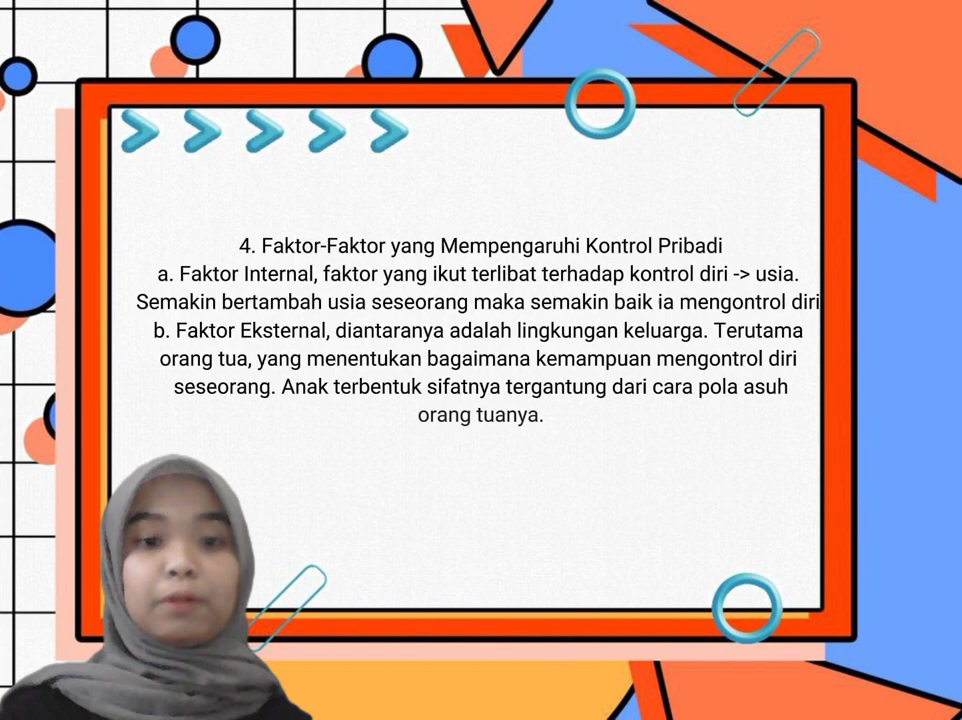 4. Faktor-Faktor yang Mempengaruhi Kontrol Pribadi
a. Faktor Internal, faktor yang ikut terlibat terhadap kontrol diri -> usia.
Semakin bertambah usia seseorang maka semakin baik ia mengontrol diri
b. Faktor Eksternal, diantaranya adalah lingkungan keluarga. Terutama
orang tua, yang menentukan bagaimana kemampuan mengontrol diri
seseorang. Anak terbentuk sifatnya tergantung dari cara pola asuh
orang tuanya.